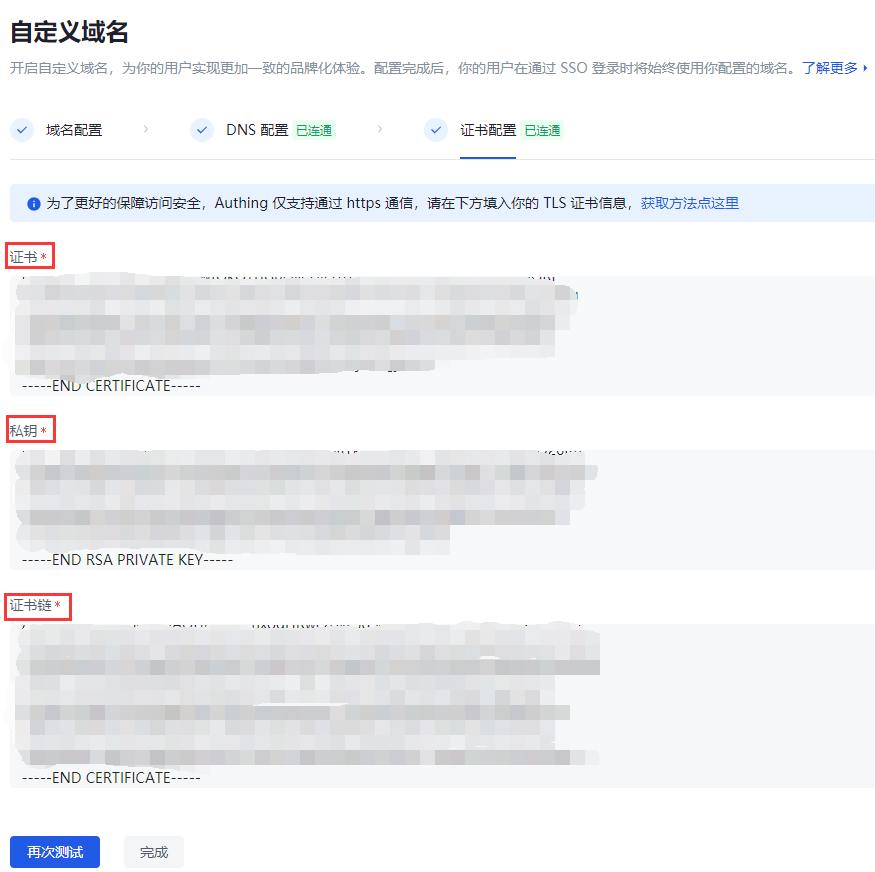 自定义域名
开启自定义域名，为你的用户实现更加一致的品牌化体验。配置完成后，你的用户在通过 SSO 登录时将始终使用你配置的域名。了解更多
域名配置 DNS 配置 已连通 证书配置 已连通
为了更好的保障访问安全，Authing 仅支持通过 https 通信，请在下方填入你的 TLS 证书信息，获取方法点这里
证书 *
-----END CERTIFICATE-----
私钥 *
-----END RSA PRIVATE KEY-----
证书链 *
-----END CERTIFICATE-----
再次测试 完成